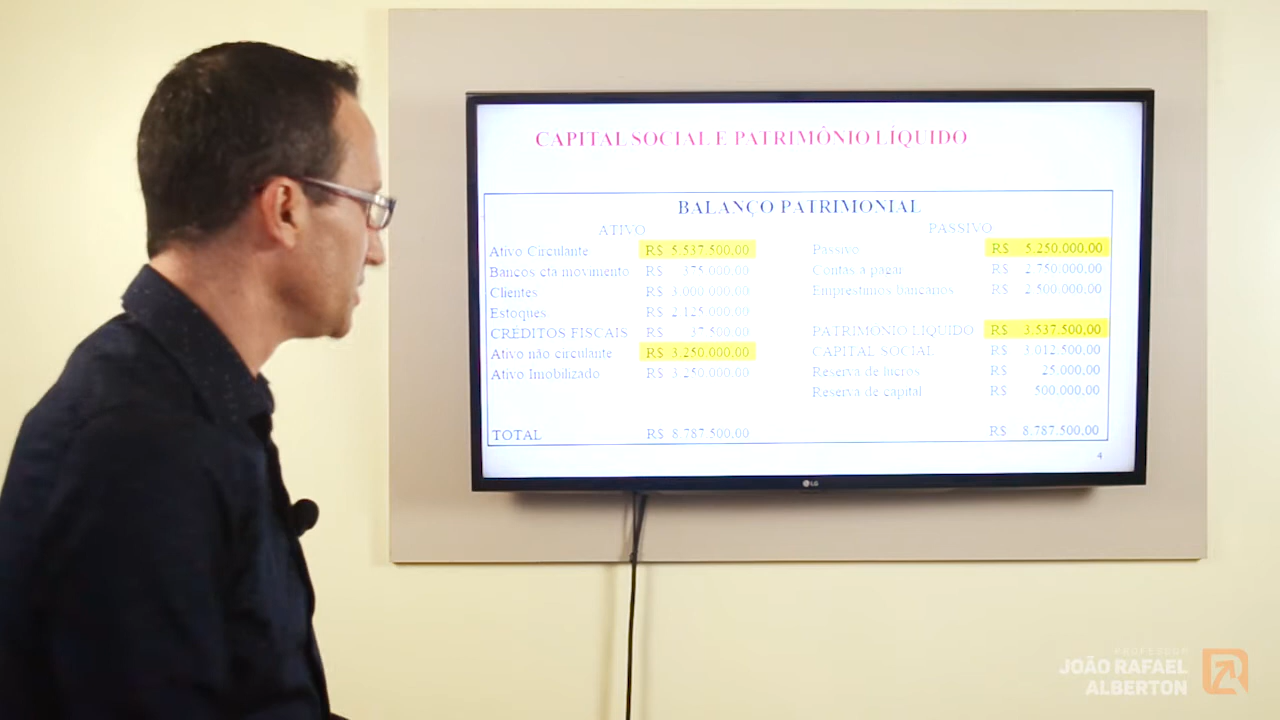 CAPITAL SOCIAL E PATRIMÔNIO LÍQUIDO
BALANÇO PATRIMONIAL
ATIVO PASSIVO
Ativo Circulante R$ 5.537.500,00 Passivo R$ 5.250.000,00
Bancos cta movimento R$ 375.000,00 Contas a pagar R$ 2.750.000,00
Clientes R$ 3.000.000,00 Empréstimos bancários R$ 2.500.000,00
Estoques R$ 2.125.000,00
CRÉDITOS FISCAIS R$ 37.500,00 PATRIMÔNIO LÍQUIDO R$ 3.537.500,00
Ativo não circulante R$ 3.250.000,00 CAPITAL SOCIAL R$ 3.012.500,00
Ativo Imobilizado R$ 3.250.000,00 Reserva de lucros R$ 25.000,00
Reserva de capital R$ 500.000,00
TOTAL R$ 8.787.500,00 R$ 8.787.500,00
4
LG
PROFESSOR
JOÃO RAFAEL
ALBERTON